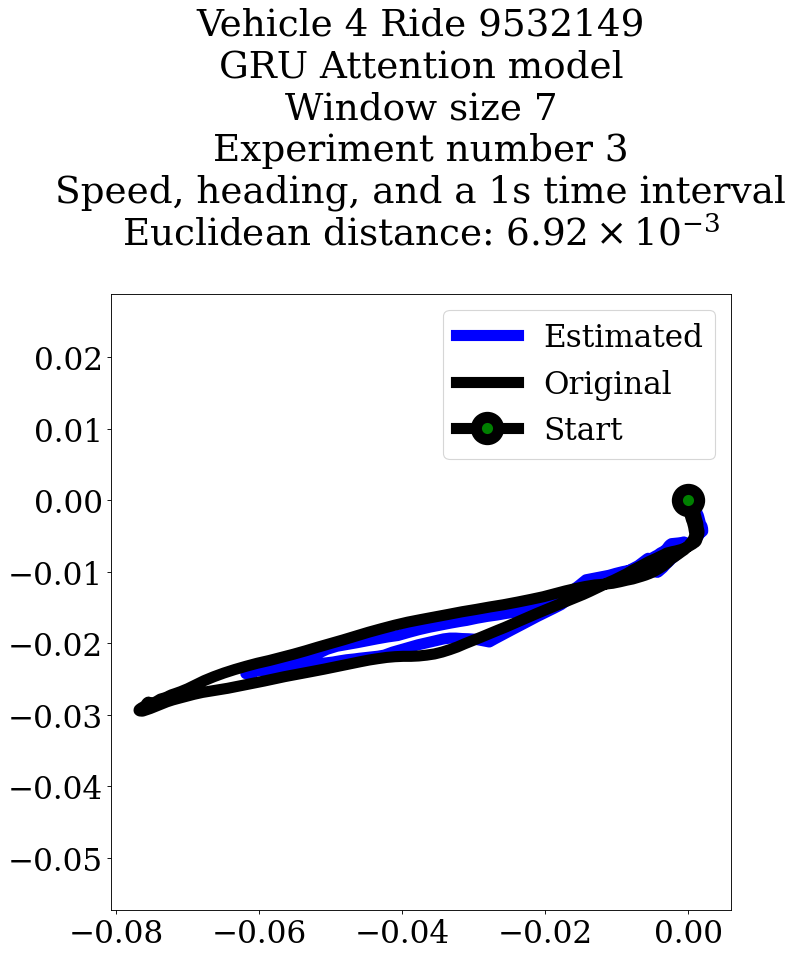 Vehicle 4 Ride 9532149
GRU Attention model
Window size 7
Experiment number 3
Speed, heading, and a 1s time interval
Euclidean distance: 6.92 × 10⁻³
Estimated
Original
Start
0.02
0.01
0.00
−0.01
−0.02
−0.03
−0.04
−0.05
−0.08 −0.06 −0.04 −0.02 0.00